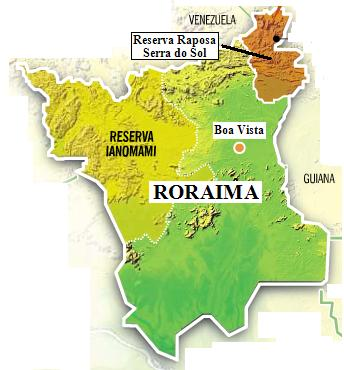 VENEZUELA
Reserva Raposa
Serra do Sol
RESERVA
IANOMAMI
Boa Vista
RORAIMA
GUIANA